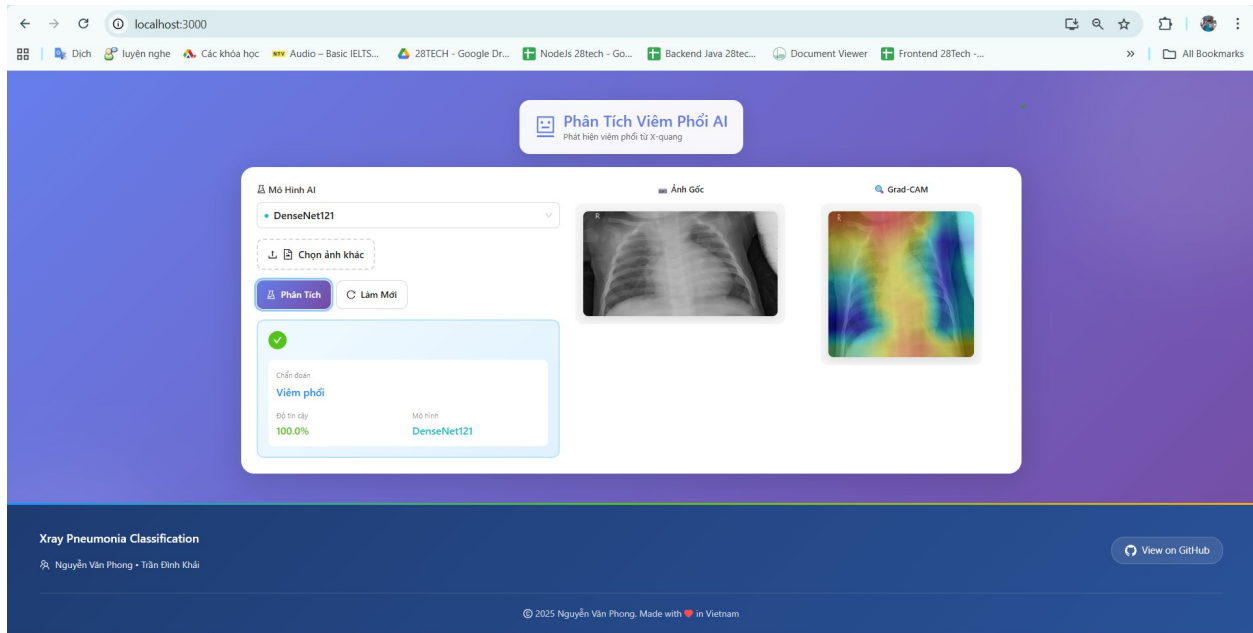 localhost:3000
Dịch
luyện nghe
Các khóa học
NTV Audio – Basic IELTS...
28TECH - Google Dr...
NodeJs 28tech - Go...
Backend Java 28tec...
Document Viewer
Frontend 28Tech -...
»
All Bookmarks
Phân Tích Viêm Phổi AI
Phát hiện viêm phổi từ X-quang
Mô Hình AI
DenseNet121
Chọn ảnh khác
Phân Tích
Làm Mới
Chẩn đoán
Viêm phổi
Độ tin cậy
Mô hình
100.0%
DenseNet121
Ảnh Gốc
R
Grad-CAM
R
Xray Pneumonia Classification
Nguyễn Văn Phong • Trần Đình Khải
View on GitHub
© 2025 Nguyễn Văn Phong. Made with ❤ in Vietnam